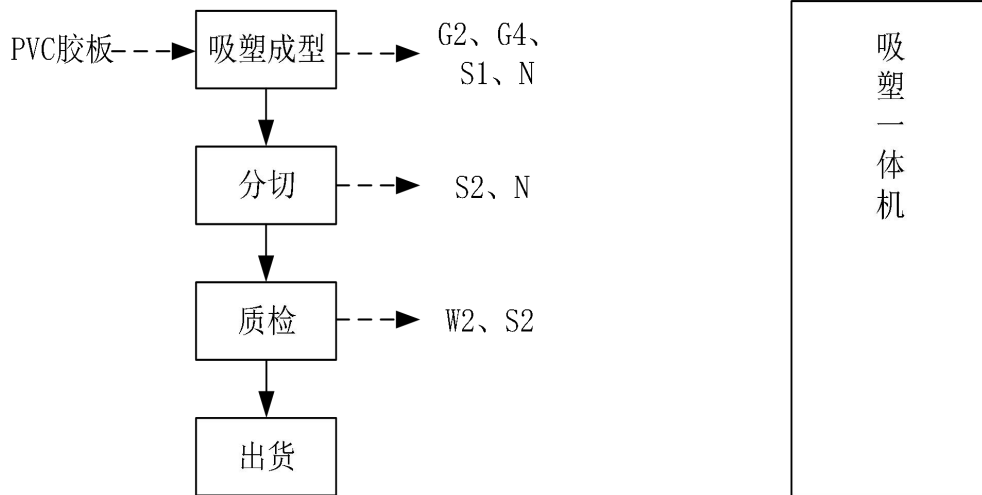 PVC胶板
吸塑成型
G2、G4、
S1、N
分切
S2、N
质检
W2、S2
出货
吸塑一体机